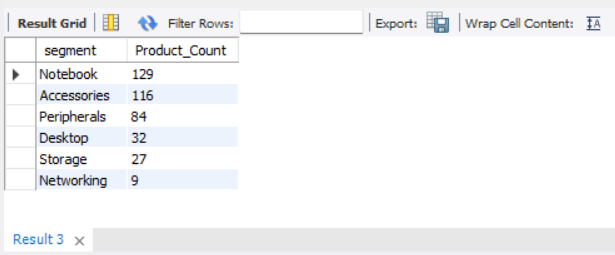 Result Grid Filter Rows: Export: Wrap Cell Content: IA
segment Product_Count
Notebook 129
Accessories 116
Peripherals 84
Desktop 32
Storage 27
Networking 9
Result 3 ×